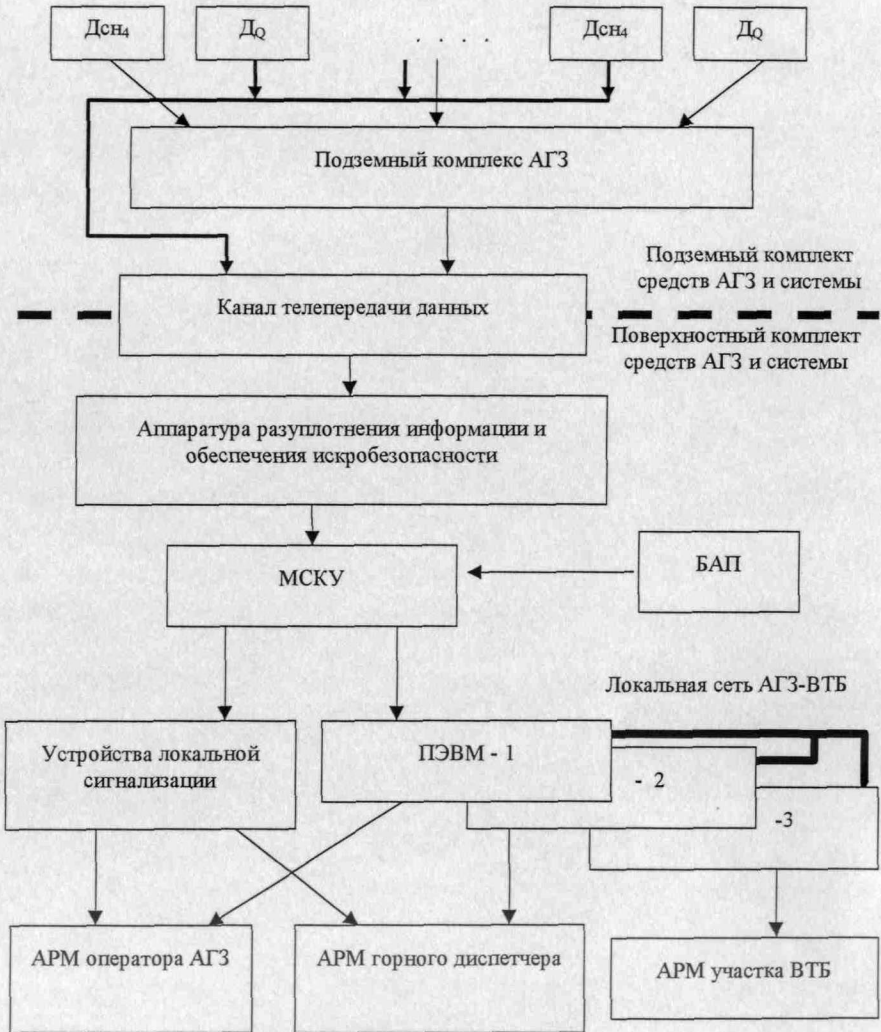 Дсн₄
Д_Q
. . . .
Дсн₄
Д_Q
Подземный комплекс АГЗ
Подземный комплект
средств АГЗ и системы
Канал телепередачи данных
Поверхностный комплект
средств АГЗ и системы
Аппаратура разуплотнения информации и
обеспечения искробезопасности
МСКУ
БАП
Локальная сеть АГЗ-ВТБ
Устройства локальной
сигнализации
ПЭВМ - 1
- 2
-3
АРМ оператора АГЗ
АРМ горного диспетчера
АРМ участка ВТБ